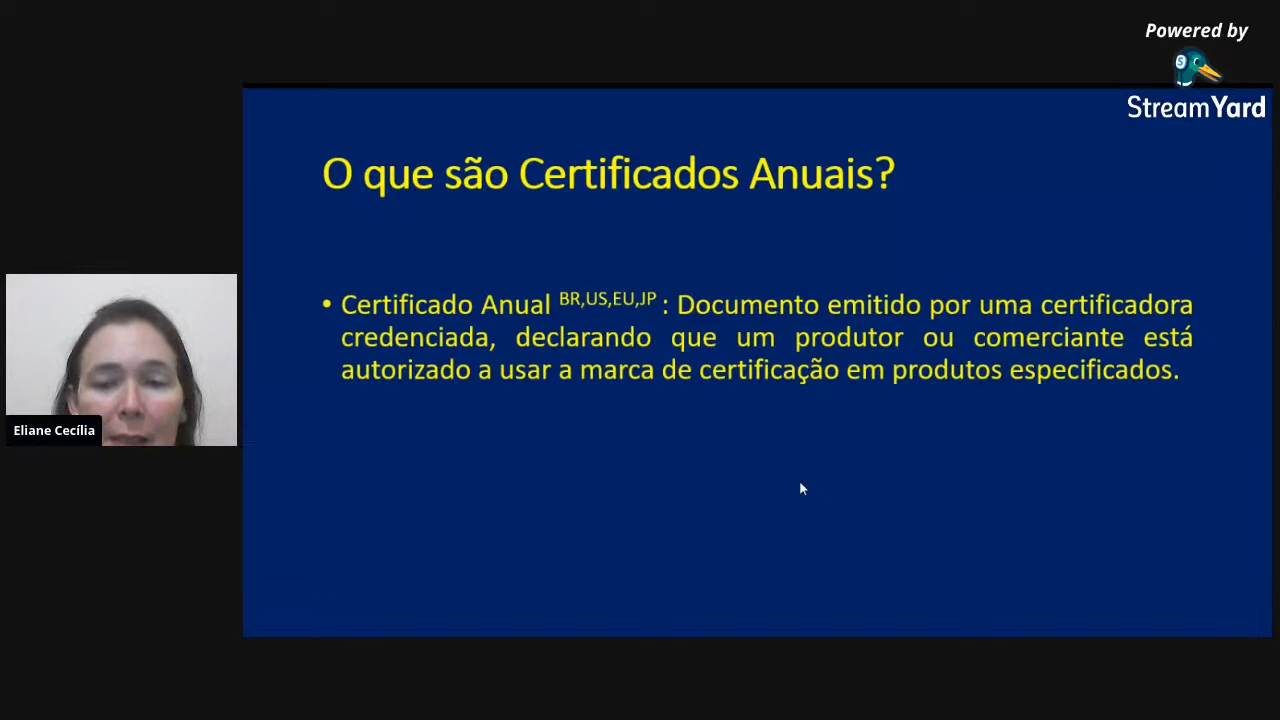 Powered by
StreamYard
O que são Certificados Anuais?
• Certificado Anual BR,US,EU,JP : Documento emitido por uma certificadora
credenciada, declarando que um produtor ou comerciante está
autorizado a usar a marca de certificação em produtos especificados.
Eliane Cecília